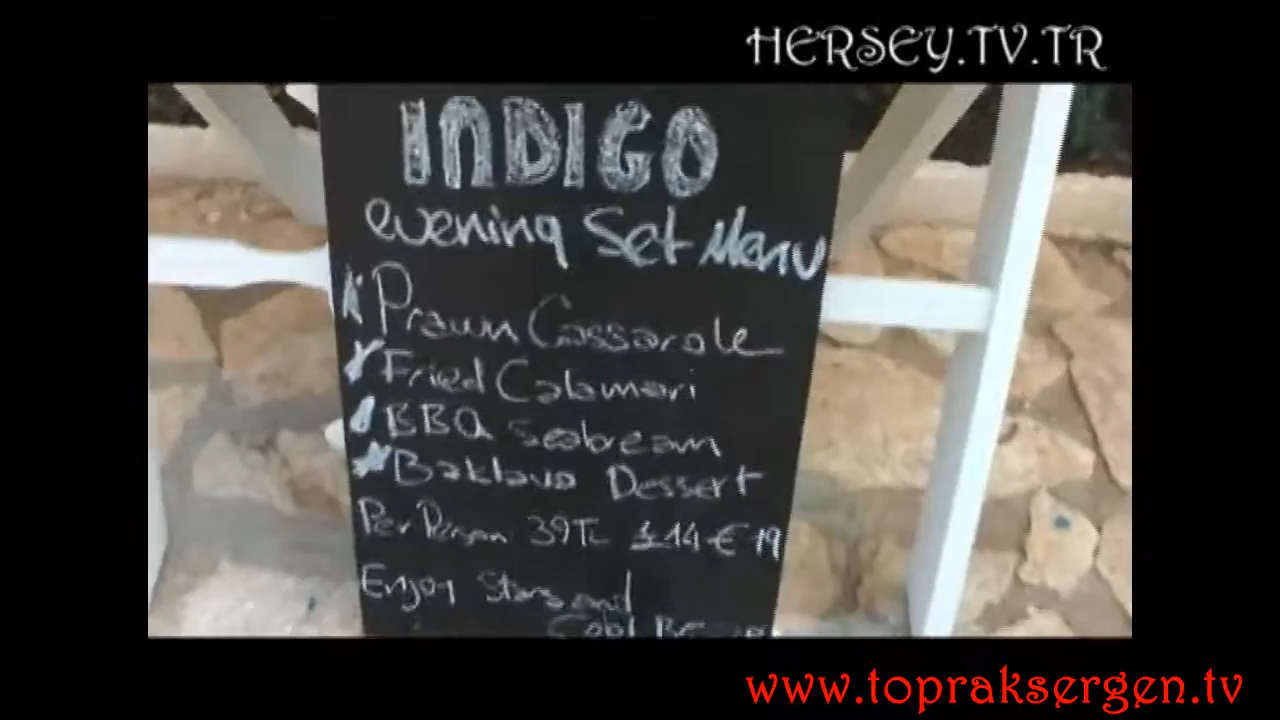 HERSEY.TV.TR
INDIGO
evening Set Menu
Prawn Cassarole
Fried Calamari
BBQ Seabream
Baklava Dessert
Per Person 39TL £14 € 19
Enjoy Stars and
Cool
www.topraksergen.tv